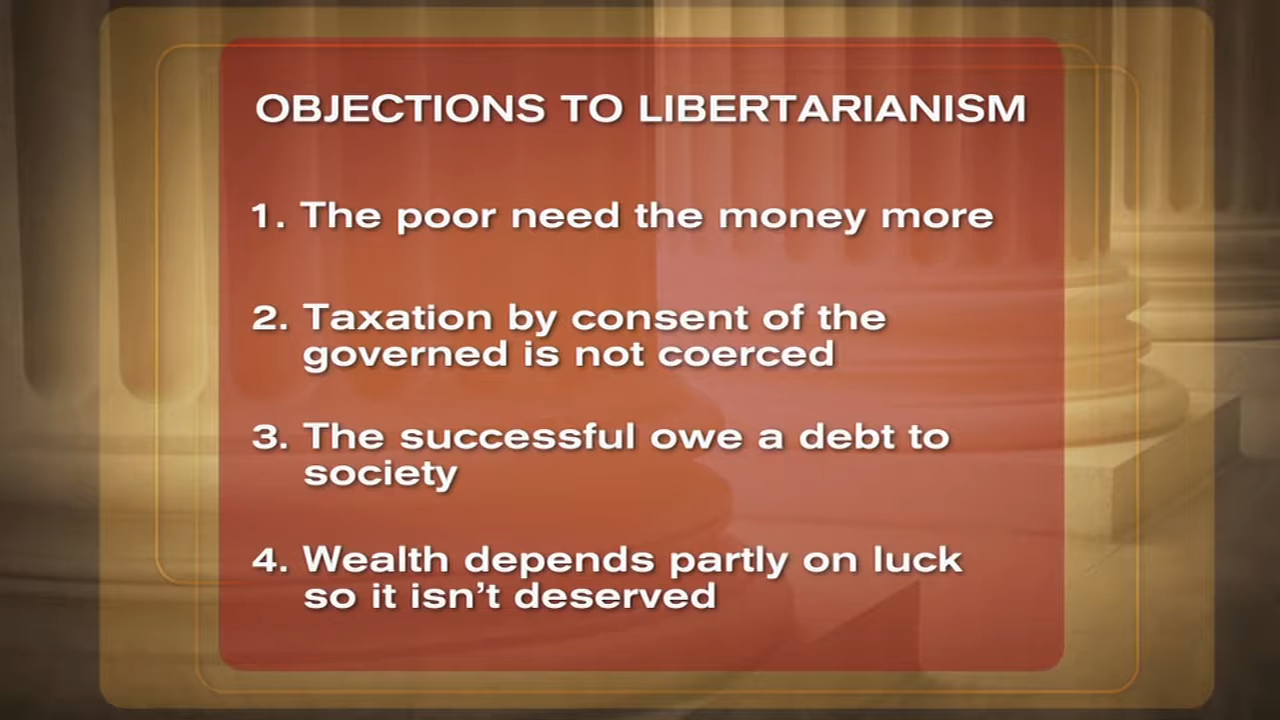 OBJECTIONS TO LIBERTARIANISM
1. The poor need the money more
2. Taxation by consent of the
governed is not coerced
3. The successful owe a debt to
society
4. Wealth depends partly on luck
so it isn't deserved